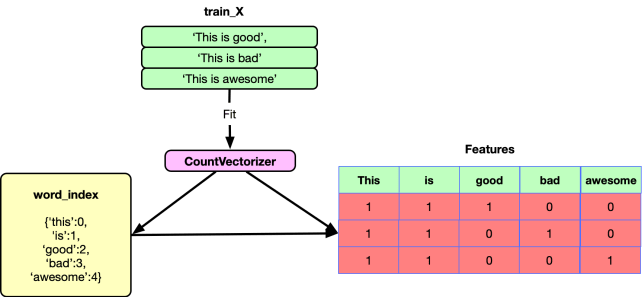 train_X
‘This is good’,
‘This is bad’
‘This is awesome’
Fit
CountVectorizer
word_index
{'this':0,
'is':1,
‘good’:2,
‘bad’:3,
‘awesome’:4}
Features
This is good bad awesome
1 1 1 0 0
1 1 0 1 0
1 1 0 0 1